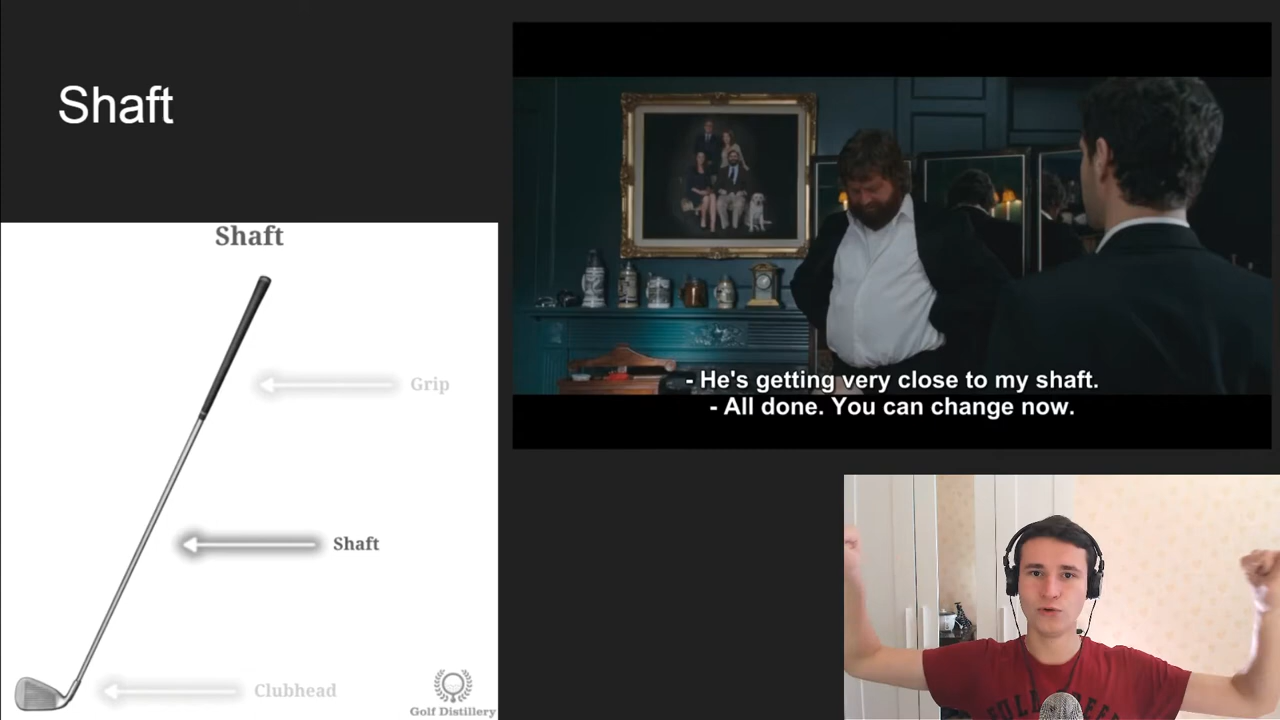 Shaft
Shaft
Grip
Shaft
Clubhead
Golf Distillery
- He's getting very close to my shaft.
- All done. You can change now.